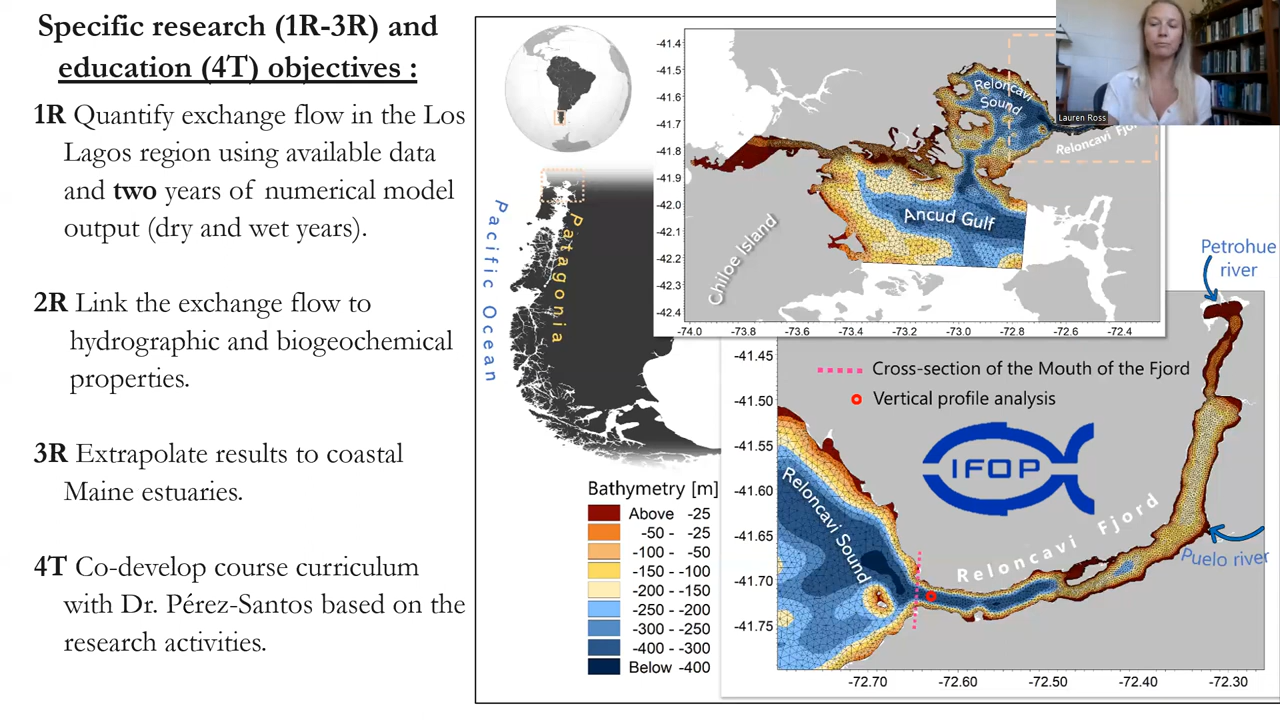 Specific research (1R-3R) and
education (4T) objectives :
1R Quantify exchange flow in the Los
Lagos region using available data
and two years of numerical model
output (dry and wet years).
2R Link the exchange flow to
hydrographic and biogeochemical
properties.
3R Extrapolate results to coastal
Maine estuaries.
4T Co-develop course curriculum
with Dr. Pérez-Santos based on the
research activities.
Pacific Ocean
Patagonia
Bathymetry [m]
Above -25
-50 - -25
-100 - -50
-150 - -100
-200 - -150
-250 - -200
-300 - -250
-400 - -300
Below -400
-41.4
-41.5
-41.6
-41.7
-41.8
-41.9
-42.0
-42.1
-42.2
-42.3
-42.4
-74.0 -73.8 -73.6 -73.4 -73.2 -73.0 -72.8 -72.6 -72.4
Reloncavi
Sound
Reloncavi
Ancud Gulf
Chiloe Island
Lauren Ross
Petrohue
river
Cross-section of the Mouth of the Fjord
Vertical profile analysis
IFOP
Reloncavi Sound
Reloncavi Fjord
Puelo river
-41.45
-41.50
-41.55
-41.60
-41.65
-41.70
-41.75
-72.70 -72.60 -72.50 -72.40 -72.30